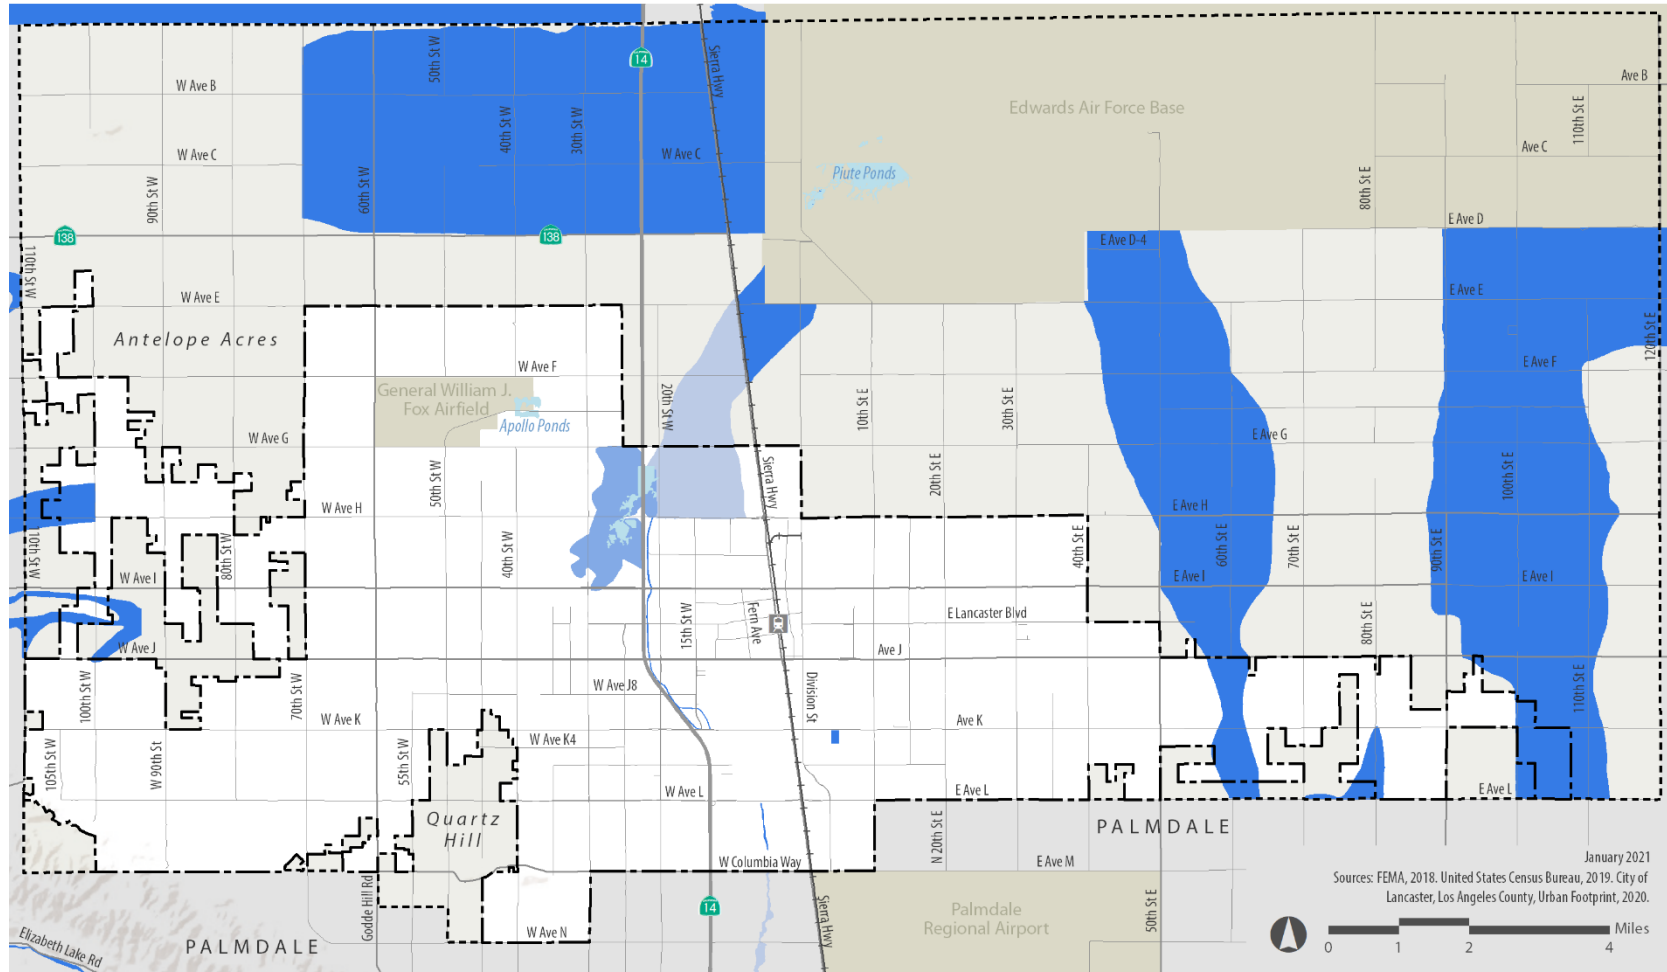 14
Sierra Hwy
50th St W
W Ave B
Edwards Air Force Base
Ave B
110th St E
40th St W
30th St W
W Ave C
W Ave C
Ave C
Piute Ponds
90th St W
60th St W
80th St E
138
138
E Ave D
110th St W
E Ave D-4
W Ave E
E Ave E
Antelope Acres
120th St E
W Ave F
E Ave F
General William J.
Fox Airfield
Apollo Ponds
20th St W
10th St E
30th St E
W Ave G
E Ave G
50th St W
Sierra Hwy
20th St E
100th St E
W Ave H
E Ave H
10th St W
80th St W
40th St W
40th St E
60th St E
70th St E
90th St E
W Ave I
E Ave I
E Ave I
15th St W
Fern Ave
E Lancaster Blvd
80th St E
W Ave J
Ave J
100th St W
70th St W
W Ave J8
Division St
110th St E
W Ave K
Ave K
W Ave K4
105th St W
W 90th St
55th St W
W Ave L
E Ave L
E Ave L
Quartz
Hill
N 20th St E
PALMDALE
W Columbia Way
E Ave M
January 2021
Sources: FEMA, 2018. United States Census Bureau, 2019. City of
Lancaster, Los Angeles County, Urban Footprint, 2020.
Godde Hill Rd
14
Sierra Hwy
Palmdale
Regional Airport
50th St E
W Ave N
Elizabeth Lake Rd
PALMDALE
Miles
0 1 2 4